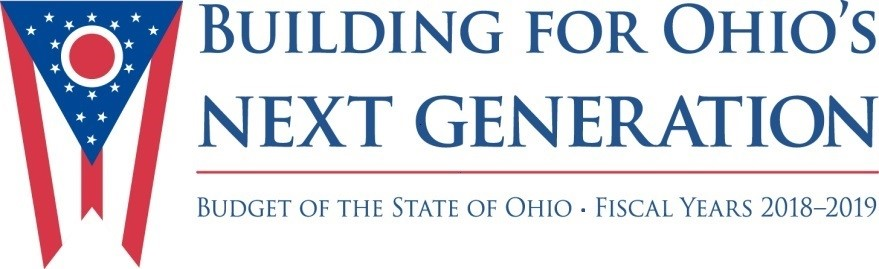 Building for Ohio's
NEXT GENERATION
Budget of the State of Ohio · Fiscal Years 2018–2019